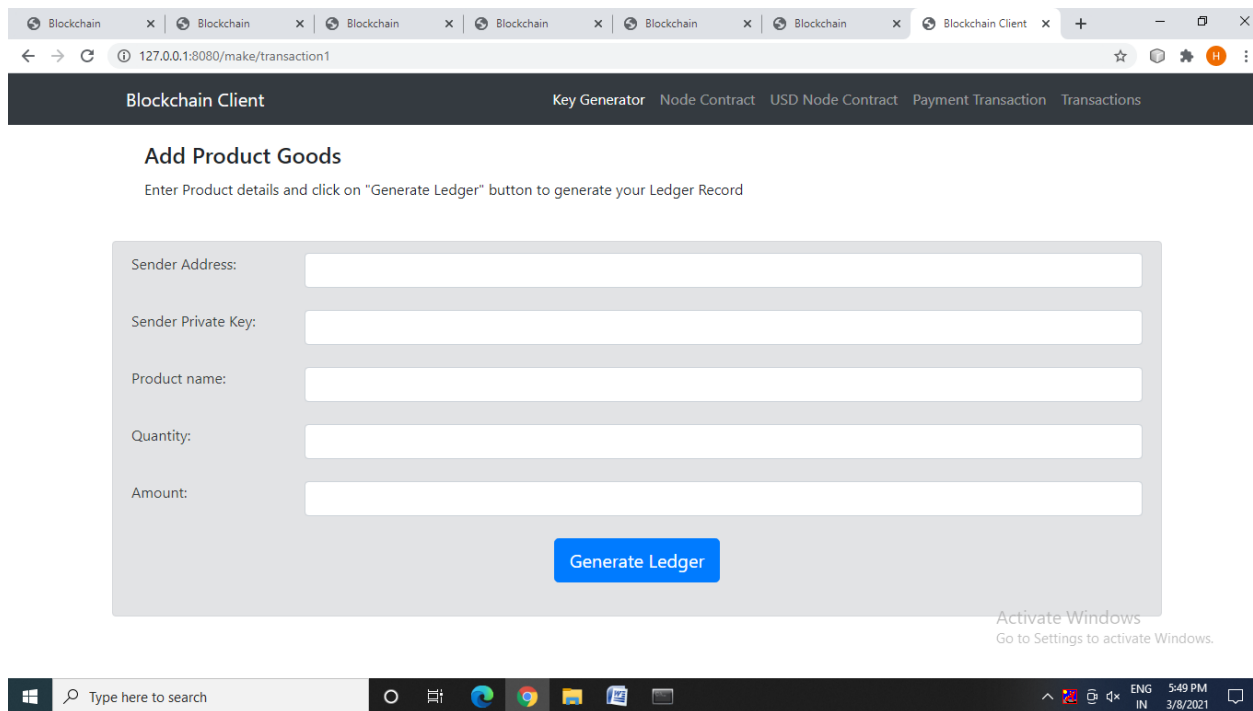 Blockchain Blockchain Blockchain Blockchain Blockchain Blockchain Blockchain Client
127.0.0.1:8080/make/transaction1
H
Blockchain Client Key Generator Node Contract USD Node Contract Payment Transaction Transactions
Add Product Goods
Enter Product details and click on "Generate Ledger" button to generate your Ledger Record
Sender Address:
Sender Private Key:
Product name:
Quantity:
Amount:
Generate Ledger
Activate Windows
Go to Settings to activate Windows.
Type here to search
ENG 5:49 PM
IN 3/8/2021